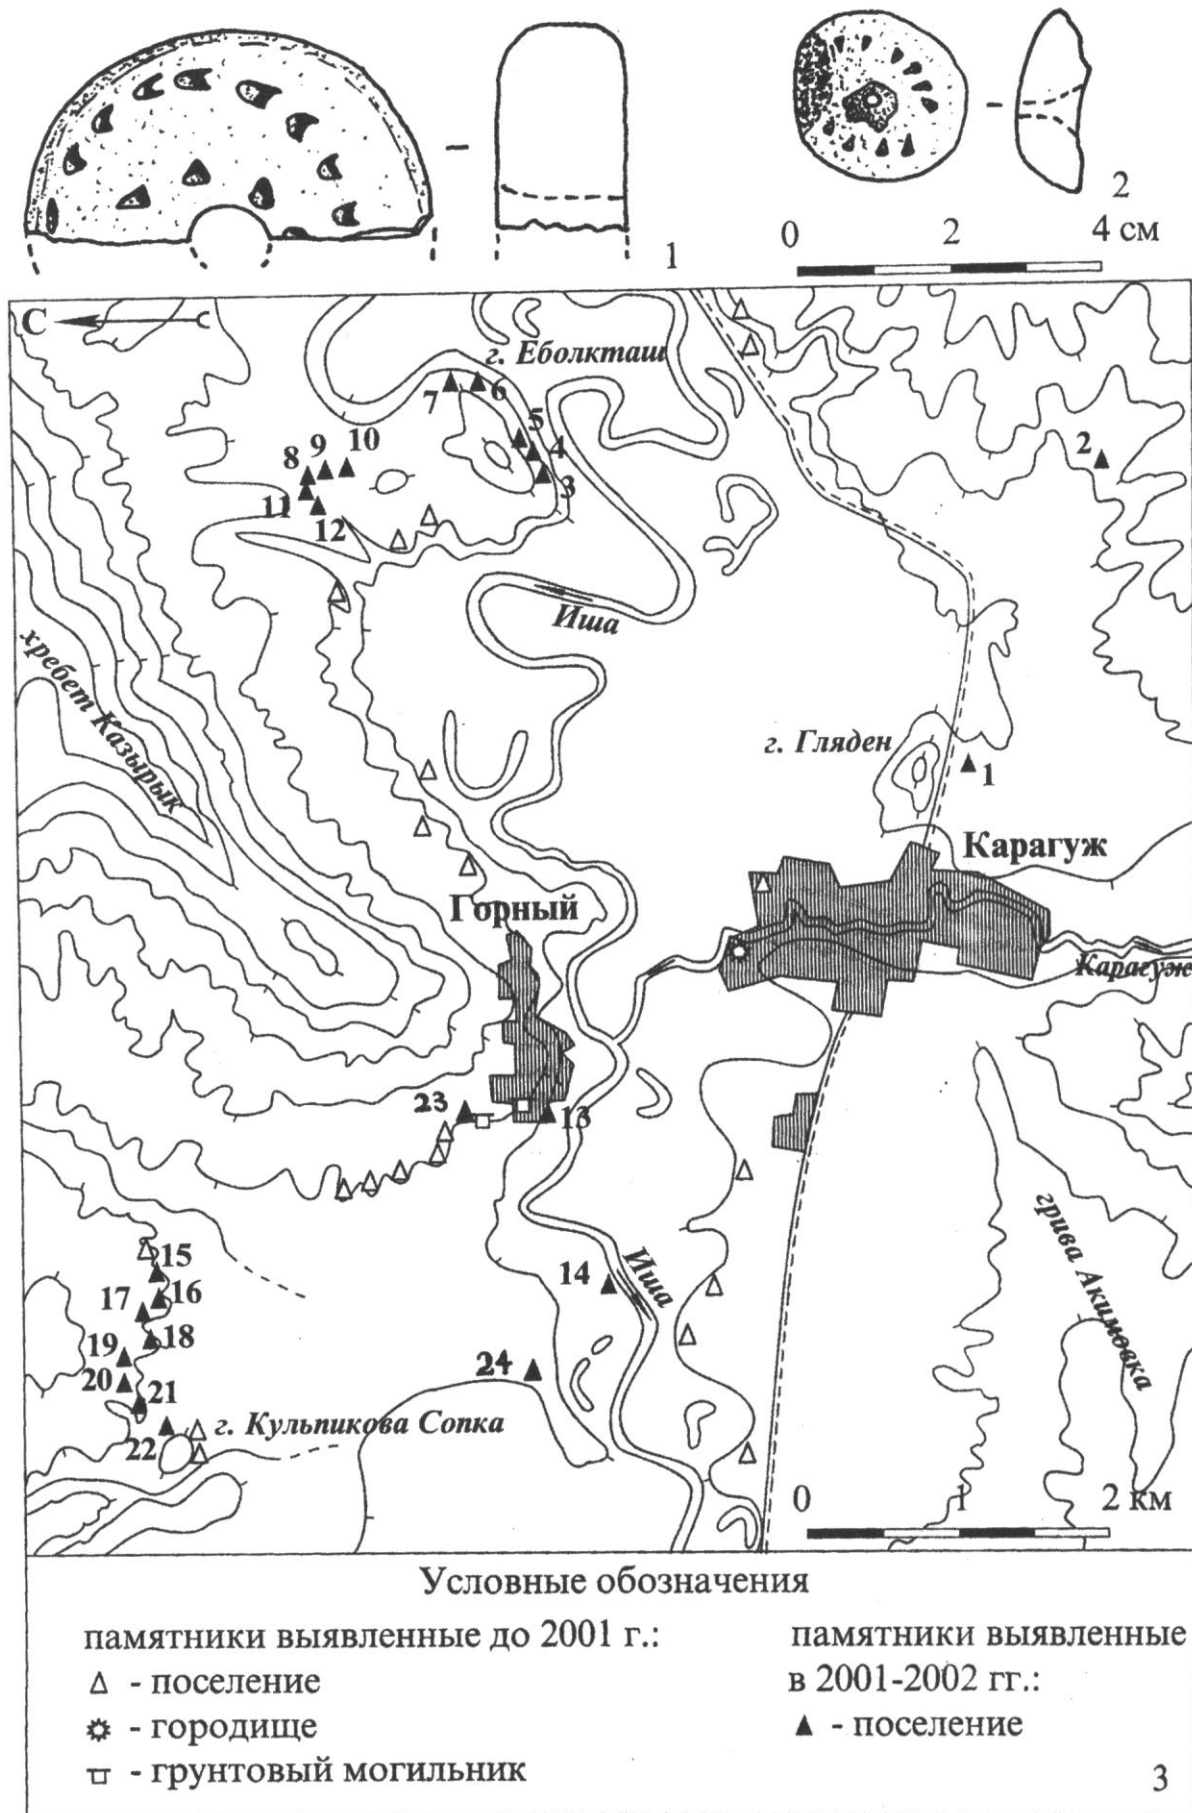 1
2
0 2 4 см
С
г. Еболкташ
7 6
5
4
3
8 9 10
11 12
2
Иша
хребет Казырык
г. Гляден
1
Карагуж
Горный
Карагуж
23
13
15
16
17
18
19
20
21
22
14
Иша
24
грива Акимовка
г. Кульпикова Сопка
0 1 2 км
Условные обозначения
памятники выявленные до 2001 г.:
- поселение
- городище
- грунтовый могильник
памятники выявленные
в 2001-2002 гг.:
- поселение
3